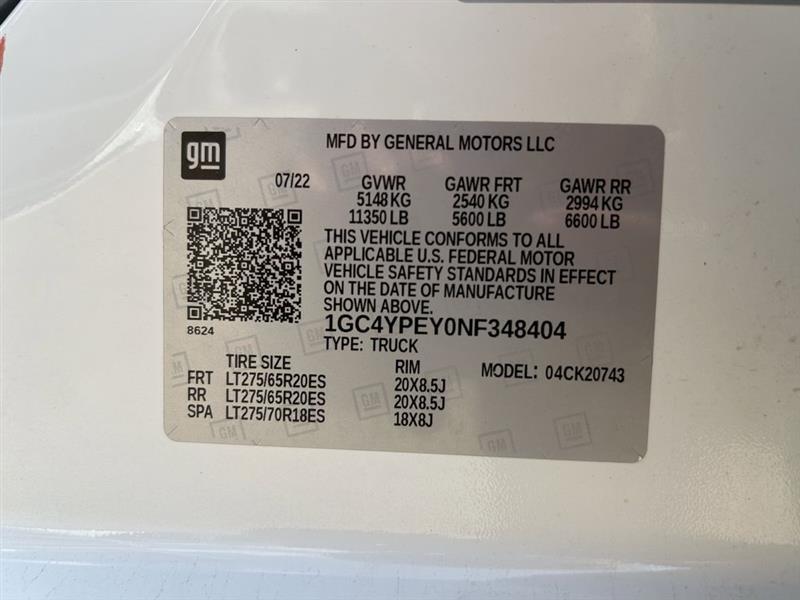 gm
MFD BY GENERAL MOTORS LLC
07/22 GVWR GAWR FRT GAWR RR
5148 KG 2540 KG 2994 KG
11350 LB 5600 LB 6600 LB
THIS VEHICLE CONFORMS TO ALL
APPLICABLE U.S. FEDERAL MOTOR
VEHICLE SAFETY STANDARDS IN EFFECT
ON THE DATE OF MANUFACTURE
SHOWN ABOVE.
8624
1GC4YPEY0NF348404
TYPE: TRUCK
TIRE SIZE RIM MODEL: 04CK20743
FRT LT275/65R20ES 20X8.5J
RR LT275/65R20ES 20X8.5J
SPA LT275/70R18ES 18X8J